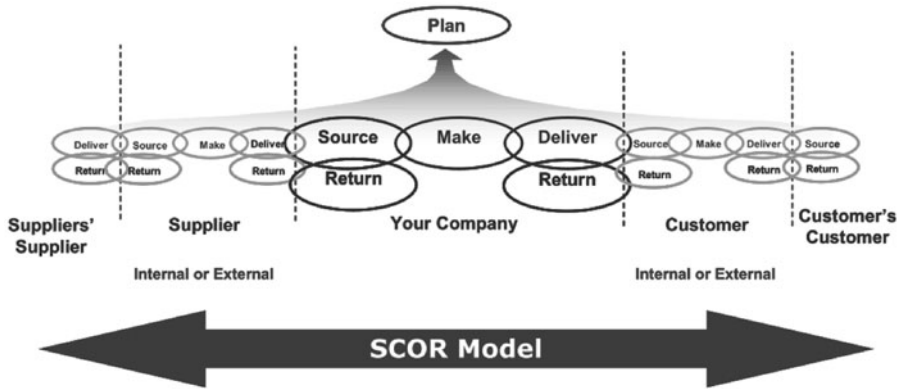 Plan
Deliver Source Make Deliver Source Make Deliver Source Make Deliver Source
Return Return Return Return Return Return Return Return
Suppliers' Supplier Your Company Customer Customer's
Supplier Customer
Internal or External Internal or External
SCOR Model